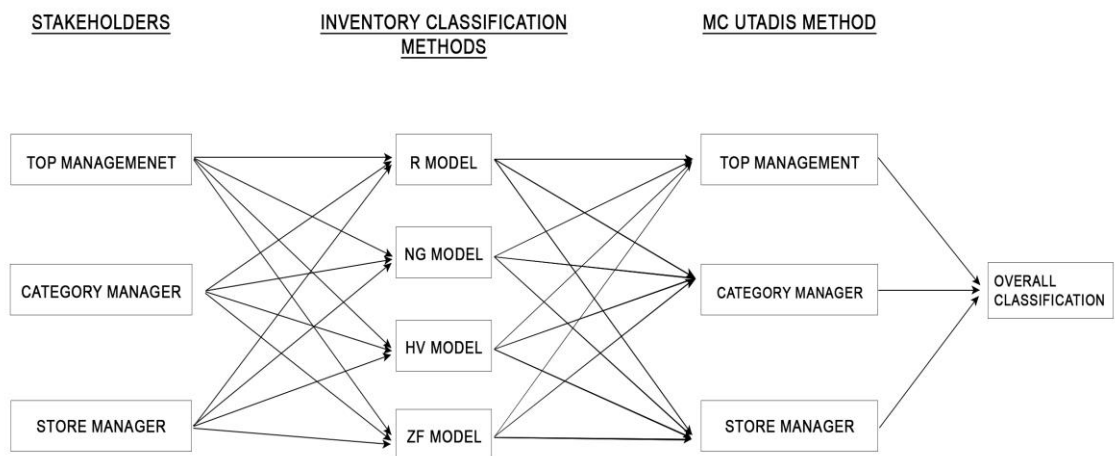 STAKEHOLDERS
INVENTORY CLASSIFICATION
METHODS
MC UTADIS METHOD
TOP MANAGEMENET
R MODEL
TOP MANAGEMENT
NG MODEL
CATEGORY MANAGER
CATEGORY MANAGER
OVERALL
CLASSIFICATION
HV MODEL
STORE MANAGER
ZF MODEL
STORE MANAGER